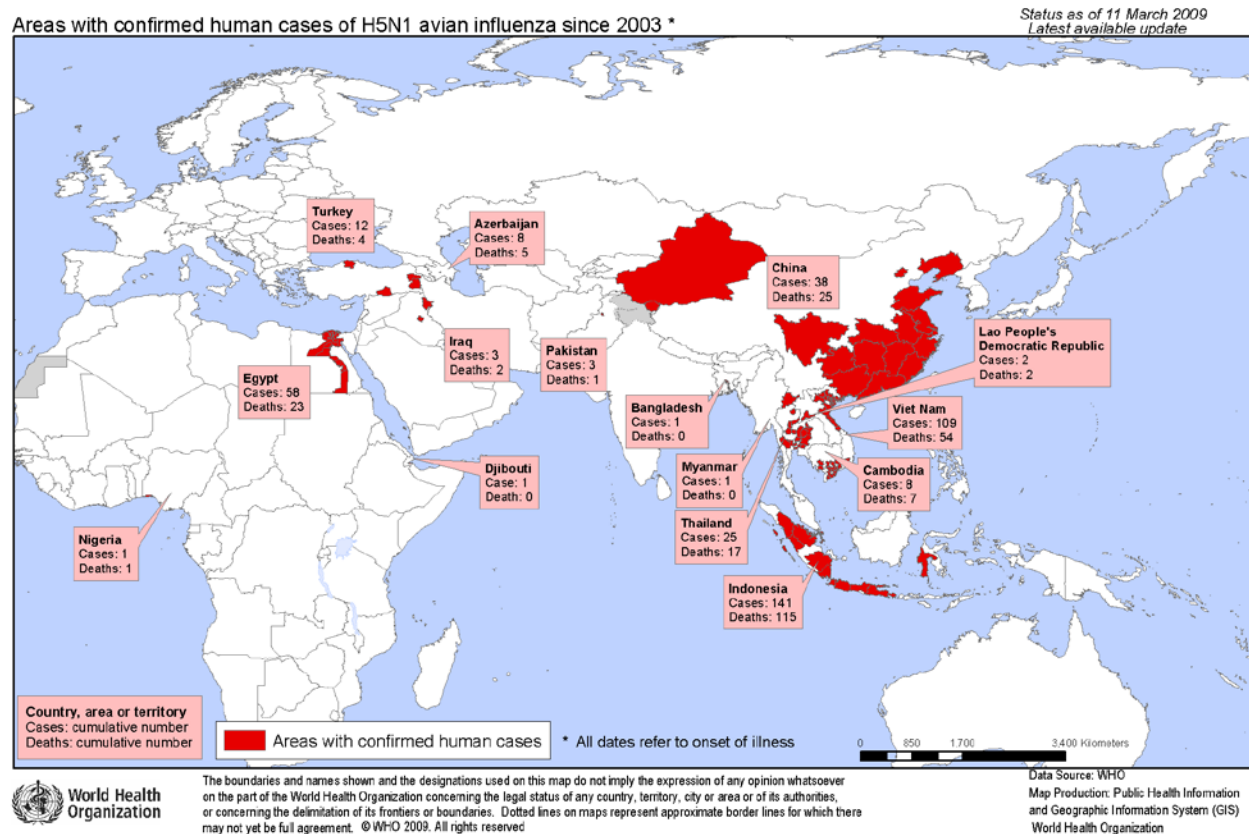 Areas with confirmed human cases of H5N1 avian influenza since 2003 *
Status as of 11 March 2009
Latest available update
Turkey
Cases: 12
Deaths: 4
Azerbaijan
Cases: 8
Deaths: 5
China
Cases: 38
Deaths: 25
Lao People's
Democratic Republic
Cases: 2
Deaths: 2
Iraq
Cases: 3
Deaths: 2
Pakistan
Cases: 3
Deaths: 1
Egypt
Cases: 58
Deaths: 23
Bangladesh
Cases: 1
Deaths: 0
Viet Nam
Cases: 109
Deaths: 54
Djibouti
Case: 1
Death: 0
Myanmar
Cases: 1
Deaths: 0
Cambodia
Cases: 8
Deaths: 7
Nigeria
Cases: 1
Deaths: 1
Thailand
Cases: 25
Deaths: 17
Indonesia
Cases: 141
Deaths: 115
Country, area or territory
Cases: cumulative number
Deaths: cumulative number
Areas with confirmed human cases
* All dates refer to onset of illness
0 850 1,700 3,400 Kilometers
World Health
Organization
The boundaries and names shown and the designations used on this map do not imply the expression of any opinion whatsoever
on the part of the World Health Organization concerning the legal status of any country, territory, city or area or of its authorities,
or concerning the delimitation of its frontiers or boundaries. Dotted lines on maps represent approximate border lines for which there
may not yet be full agreement. © WHO 2009. All rights reserved
Data Source: WHO
Map Production: Public Health Information
and Geographic Information System (GIS)
World Health Organization